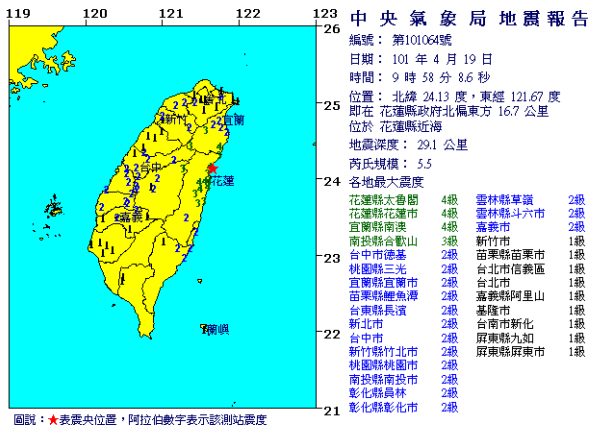 中央氣象局地震報告
編號： 第101064號
日期： 101 年 4 月 19 日
時間： 9 時 58 分 8.6 秒
位置： 北緯 24.13 度，東經 121.67 度
即在 花蓮縣政府北偏東方 16.7 公里
位於 花蓮縣近海
地震深度： 29.1 公里
芮氏規模： 5.5
各地最大震度
花蓮縣太魯閣 4級 雲林縣草嶺 2級
花蓮縣花蓮市 4級 雲林縣斗六市 2級
宜蘭縣南澳 4級 嘉義市 2級
南投縣合歡山 3級 新竹市 1級
台中市德基 2級 苗栗縣苗栗市 1級
桃園縣三光 2級 台北市信義區 1級
宜蘭縣宜蘭市 2級 台北市 1級
苗栗縣鯉魚潭 2級 嘉義縣阿里山 1級
台東縣長濱 2級 基隆市 1級
新北市 2級 台南市新化 1級
台中市 2級 屏東縣九如 1級
新竹縣竹北市 2級 屏東縣屏東市 1級
桃園縣桃園市 2級
南投縣南投市 2級
彰化縣員林 2級
彰化縣彰化市 2級
119 120 121 122 123
26
25
24
23
22
21
台北
新竹
宜蘭
台中
花蓮
嘉義
蘭嶼
圖說：★表震央位置，阿拉伯數字表示該測站震度